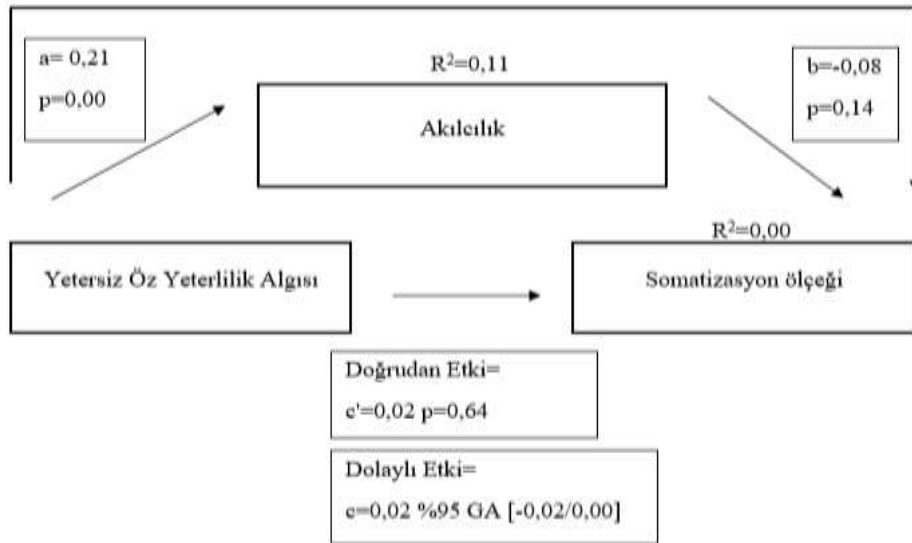 a= 0,21
p=0,00
R²=0,11
Akılcılık
b=-0,08
p=0,14
R²=0,00
Yetersiz Öz Yeterlilik Algısı
Somatizasyon ölçeği
Doğrudan Etki=
c'=0,02 p=0,64
Dolaylı Etki=
c=0,02 %95 GA [-0,02/0,00]